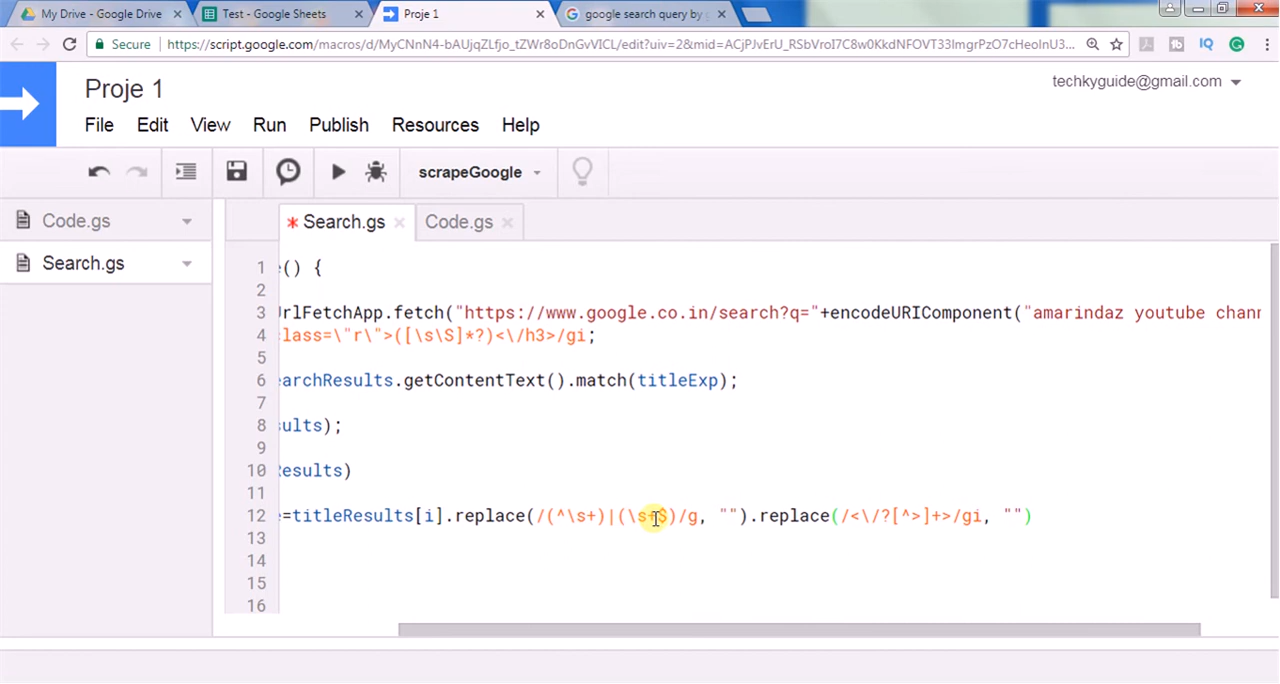 My Drive - Google Drive
Test - Google Sheets
Proje 1
google search query by
Secure
https://script.google.com/macros/d/MyCNnN4-bAUjqZLfjo_tZWr8oDnGvVICL/edit?uiv=2&mid=ACjPJvErU_RSbVroI7C8w0KkdNFOVT33ImgrPzO7cHeoInU3...
Proje 1
techkyguide@gmail.com
File Edit View Run Publish Resources Help
scrapeGoogle
Code.gs
Search.gs
* Search.gs
Code.gs
1 () {
2
3 UrlFetchApp.fetch("https://www.google.co.in/search?q="+encodeURIComponent("amarindaz youtube chann
4 class=\"r\">([\s\S]*?)<\/h3>/gi;
5
6 archResults.getContentText().match(titleExp);
7
8 sults);
9
10 Results)
11
12 =titleResults[i].replace(/(^\s+)|(\s+$)/g, "").replace(/<\/?[^>]+>/gi, "")
13
14
15
16